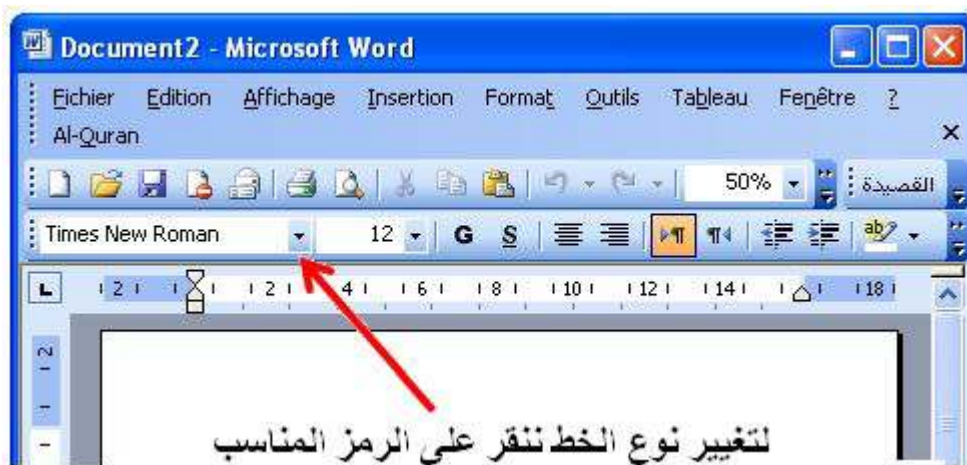 Document2 - Microsoft Word
Fichier Edition Affichage Insertion Format Outils Tableau Fenêtre ?
Al-Quran
50% القصيدة
Times New Roman 12 G S
2 2 4 6 8 10 12 14 18
2
لتغيير نوع الخط ننقر على الرمز المناسب